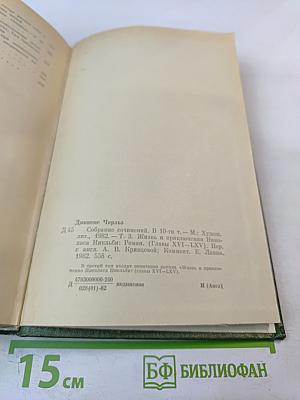 Диккенс Чарльз
Д 45 Собрание сочинений. В 10-ти т. — М.: Худож.
лит., 1982. — Т. 3. Жизнь и приключения Нико-
ласа Никльби: Роман. (Главы XVI—LXV). Пер.
с англ. А. В. Кривцовой; Коммент. Е. Ланна.
1982. 558 с.
В третий том входит окончание романа «Жизнь и приклю-
чения Николаса Никльби» (главы XVI—LXV).
Д 4703000000-260
028(01)-82 подписное И (Англ)
15 см
БФ БИБЛИОФАН